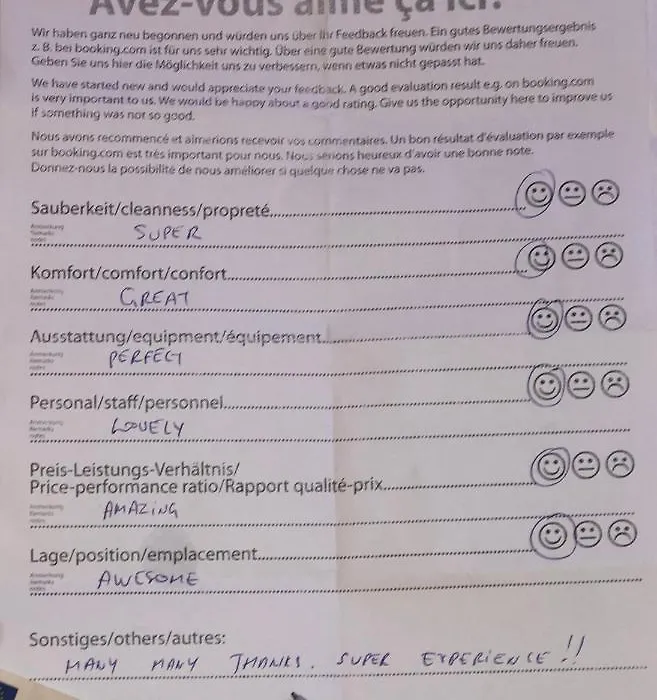 Avez-vous aimé ça ici?
Wir haben ganz neu begonnen und würden uns über Ihr Feedback freuen. Ein gutes Bewertungsergebnis
z. B. bei booking.com ist für uns sehr wichtig. Über eine gute Bewertung würden wir uns daher freuen.
Geben Sie uns hier die Möglichkeit uns zu verbessern, wenn etwas nicht gepasst hat.
We have started new and would appreciate your feedback. A good evaluation result e.g. on booking.com
is very important to us. We would be happy about a good rating. Give us the opportunity here to improve us
if something was not so good.
Nous avons recommencé et aimerions recevoir vos commentaires. Un bon résultat d'évaluation par exemple
sur booking.com est très important pour nous. Nous serions heureux d'avoir une bonne note.
Donnez-nous la possibilité de nous améliorer si quelque chose ne va pas.
Sauberkeit/cleanness/propreté
SUPER
Komfort/comfort/confort
GREAT
Ausstattung/equipment/équipement
PERFECT
Personal/staff/personnel
LOVELY
Preis-Leistungs-Verhältnis/
Price-performance ratio/Rapport qualité-prix
AMAZING
Lage/position/emplacement
AWESOME
Sonstiges/others/autres:
MANY MANY THANKS. SUPER EXPERIENCE !!